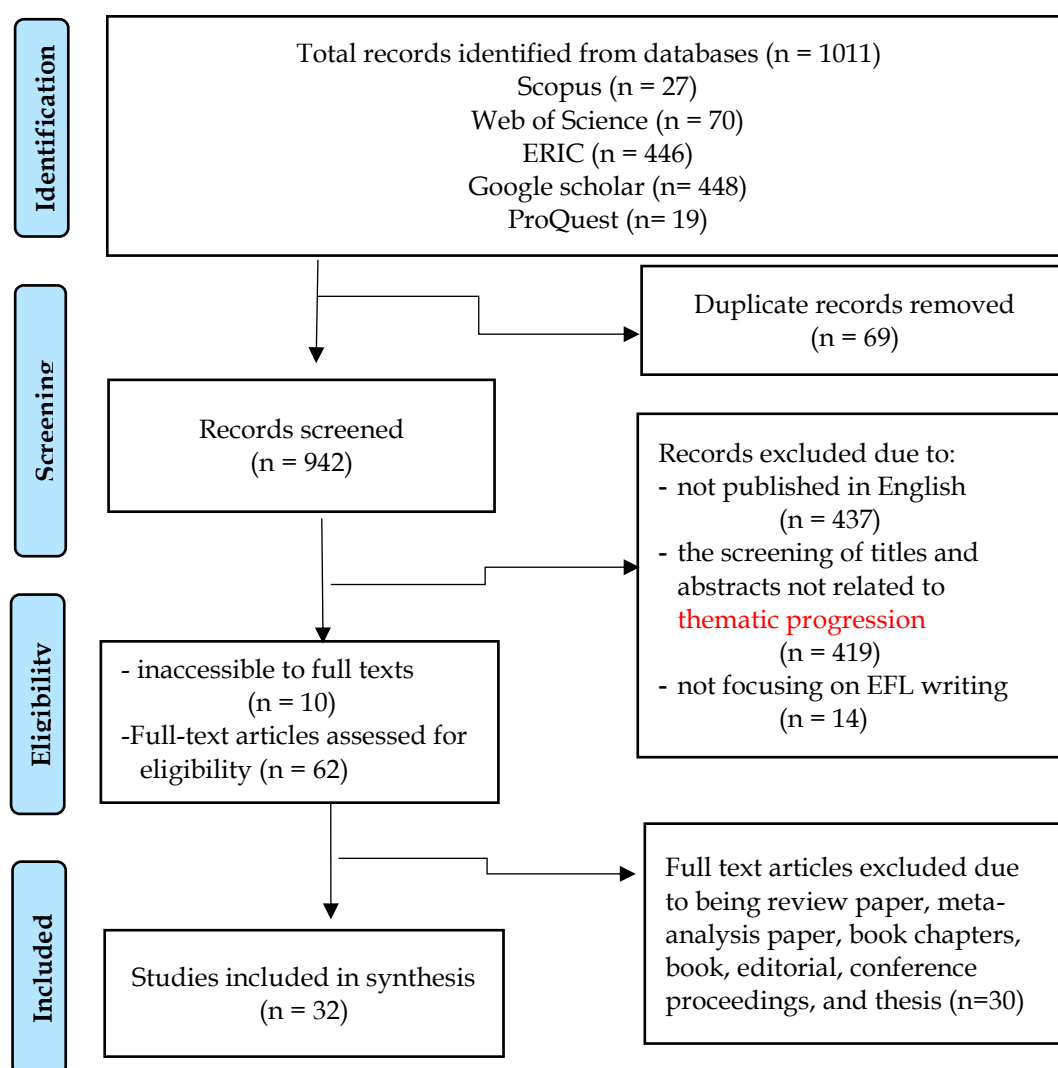 Identification
Total records identified from databases (n = 1011)
Scopus (n = 27)
Web of Science (n = 70)
ERIC (n = 446)
Google scholar (n= 448)
ProQuest (n= 19)
Screening
Duplicate records removed
(n = 69)
Records screened
(n = 942)
Records excluded due to:
- not published in English
(n = 437)
- the screening of titles and
abstracts not related to
thematic progression
(n = 419)
- not focusing on EFL writing
(n = 14)
Eligibility
- inaccessible to full texts
(n = 10)
-Full-text articles assessed for
eligibility (n = 62)
Included
Full text articles excluded due
to being review paper, meta-
analysis paper, book chapters,
book, editorial, conference
proceedings, and thesis (n=30)
Studies included in synthesis
(n = 32)